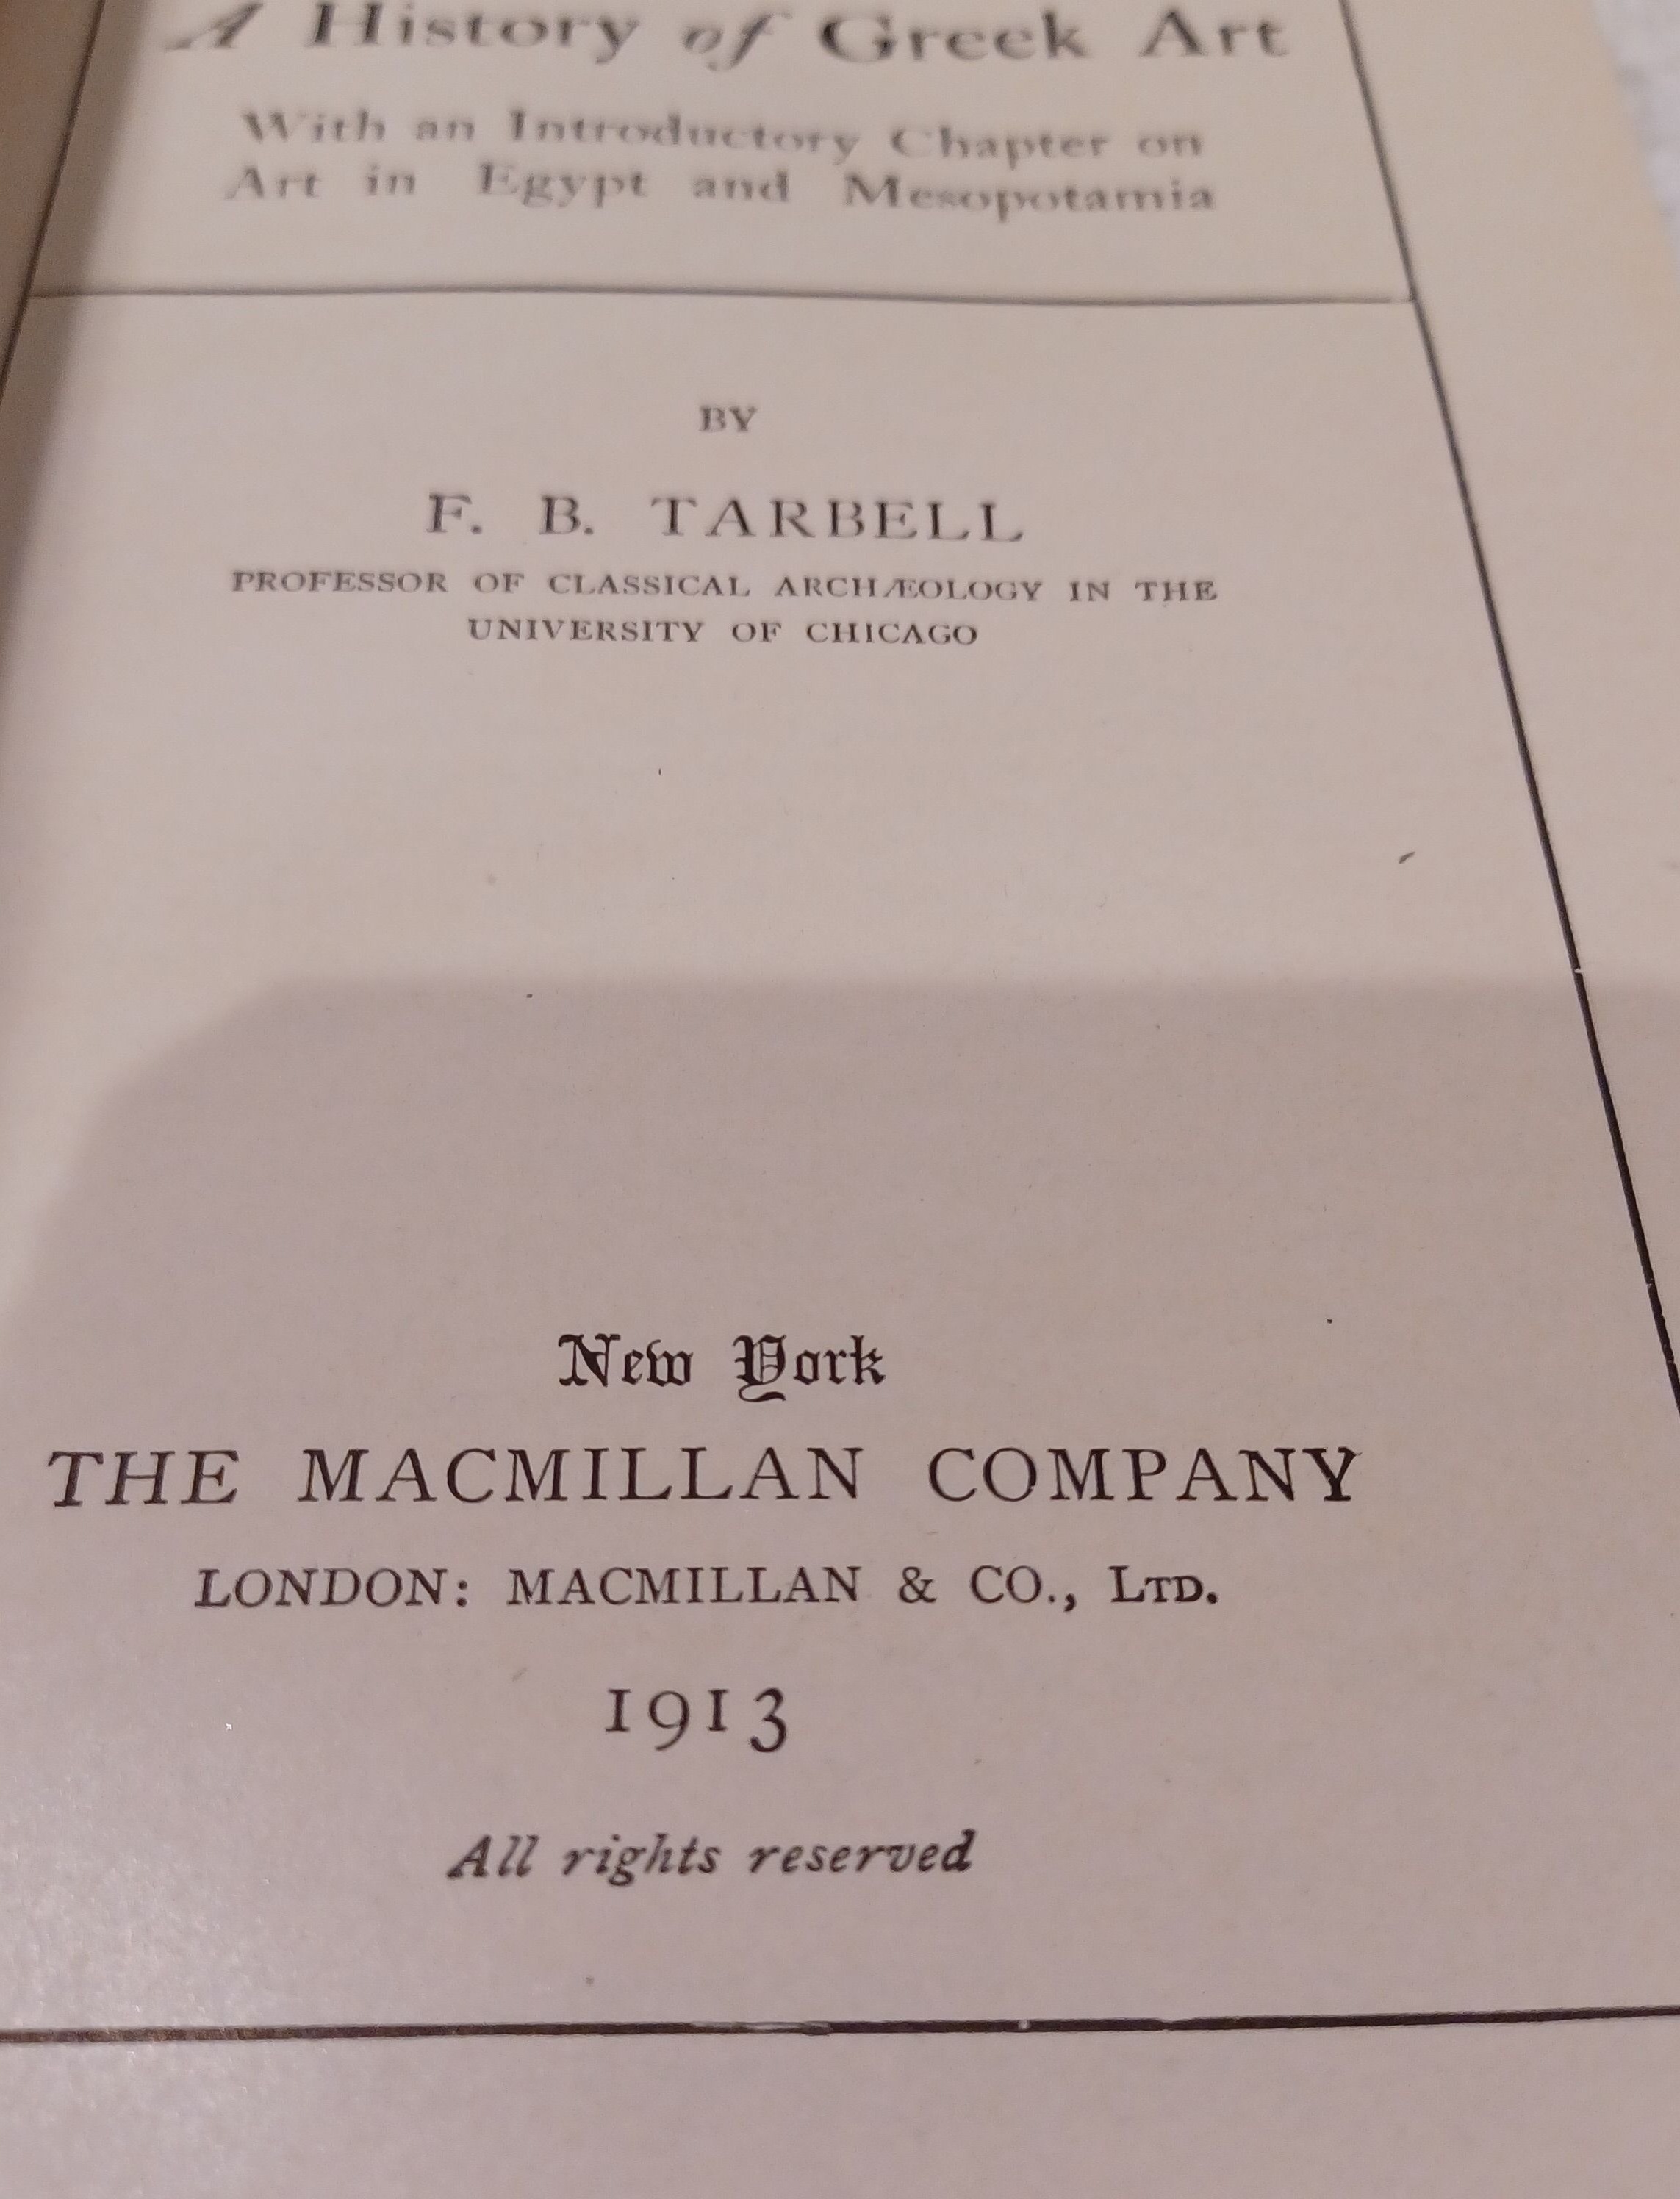 A History of Greek Art
With an Introductory Chapter on
Art in Egypt and Mesopotamia
BY
F. B. TARBELL
PROFESSOR OF CLASSICAL ARCHÆOLOGY IN THE
UNIVERSITY OF CHICAGO
New York
THE MACMILLAN COMPANY
LONDON: MACMILLAN & CO., LTD.
1913
All rights reserved